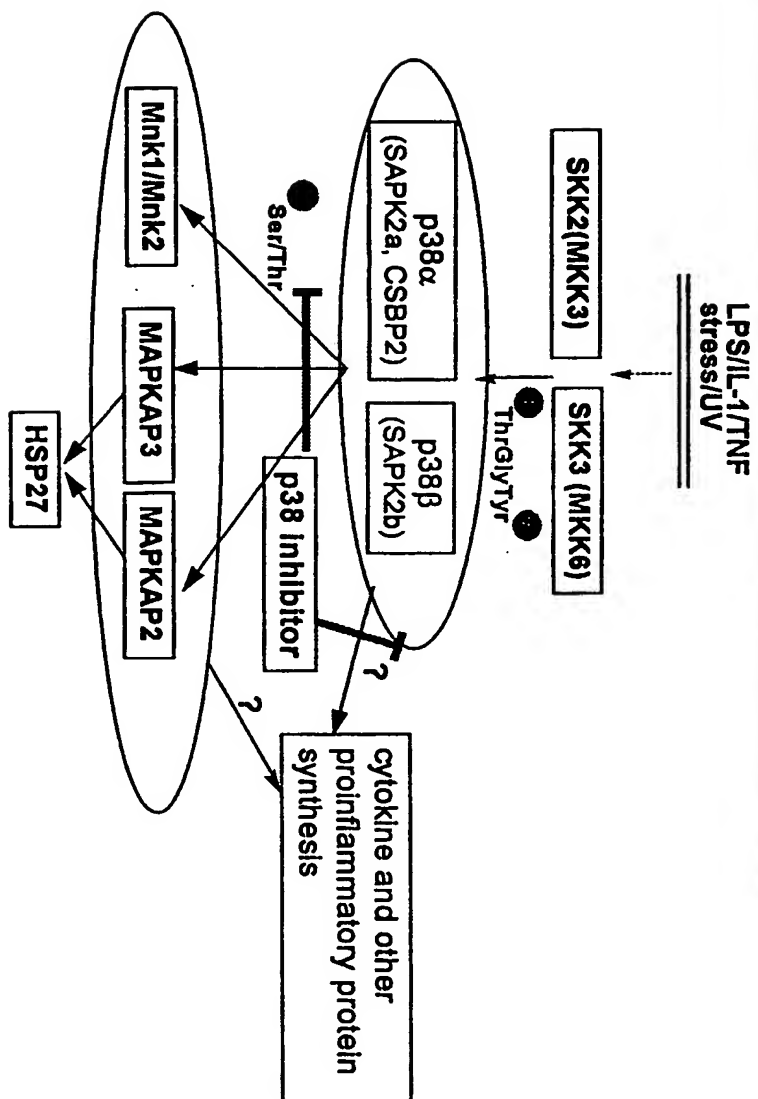 LPS/IL-1/TNF
stress/UV
SKK2(MKK3)
SKK3 (MKK6)
ThrGlyTyr
p38α
(SAPK2a, CSBP2)
p38β
(SAPK2b)
Ser/Thr
p38 inhibitor
?
?
cytokine and other
proinflammatory protein
synthesis
Mnk1/Mnk2
MAPKAP3
MAPKAP2
HSP27